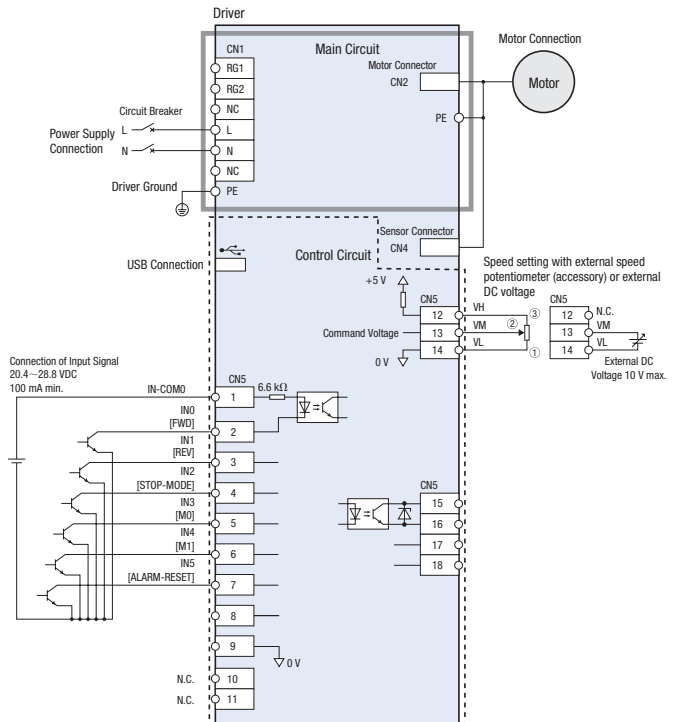 Driver
Main Circuit
CN1
RG1
RG2
NC
L
N
NC
PE
Motor Connector
CN2
PE
Motor Connection
Motor
Circuit Breaker
Power Supply
Connection
L
N
Driver Ground
Sensor Connector
CN4
Control Circuit
USB Connection
+5 V
CN5
12
13
14
Command Voltage
0 V
VH
VM
VL
③
②
①
Speed setting with external speed
potentiometer (accessory) or external
DC voltage
CN5
12
13
14
N.C.
VM
VL
External DC
Voltage 10 V max.
Connection of Input Signal
20.4~28.8 VDC
100 mA min.
IN-COM0
IN0
[FWD]
IN1
[REV]
IN2
[STOP-MODE]
IN3
[M0]
IN4
[M1]
IN5
[ALARM-RESET]
N.C.
N.C.
CN5
6.6 kΩ
1
2
3
4
5
6
7
8
9
10
11
0 V
CN5
15
16
17
18